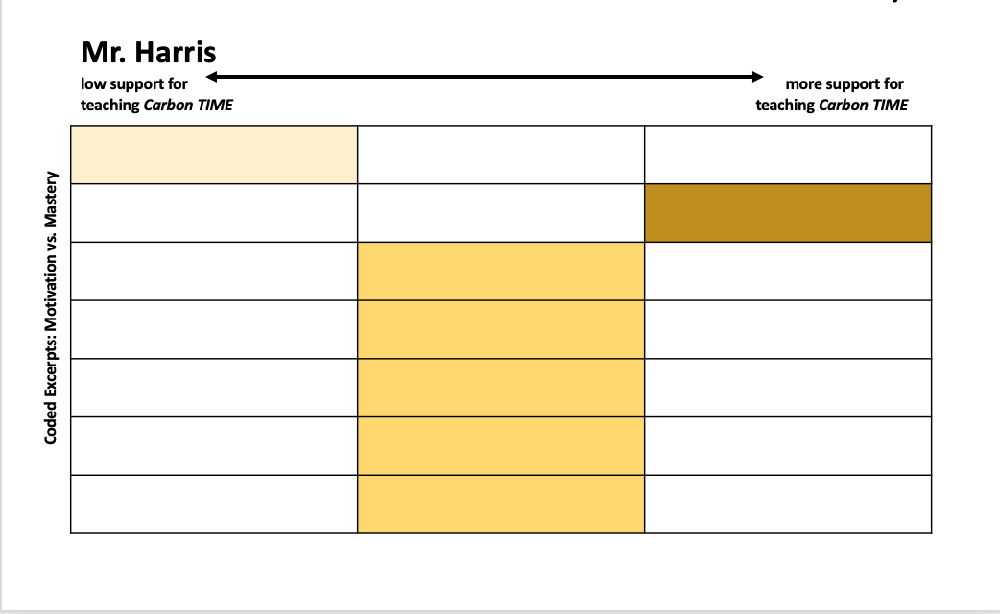 Mr. Harris
low support for
teaching Carbon TIME
more support for
teaching Carbon TIME
Coded Excerpts: Motivation vs. Mastery